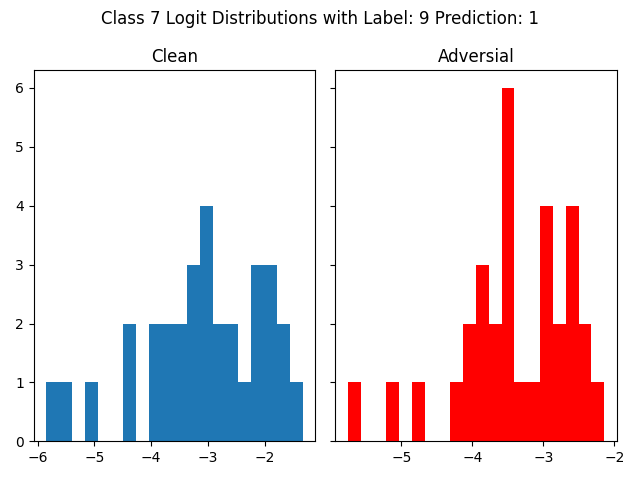 Class 7 Logit Distributions with Label: 9 Prediction: 1
Clean
Adversial
6
5
4
3
2
1
0
−6 −5 −4 −3 −2
−5 −4 −3 −2